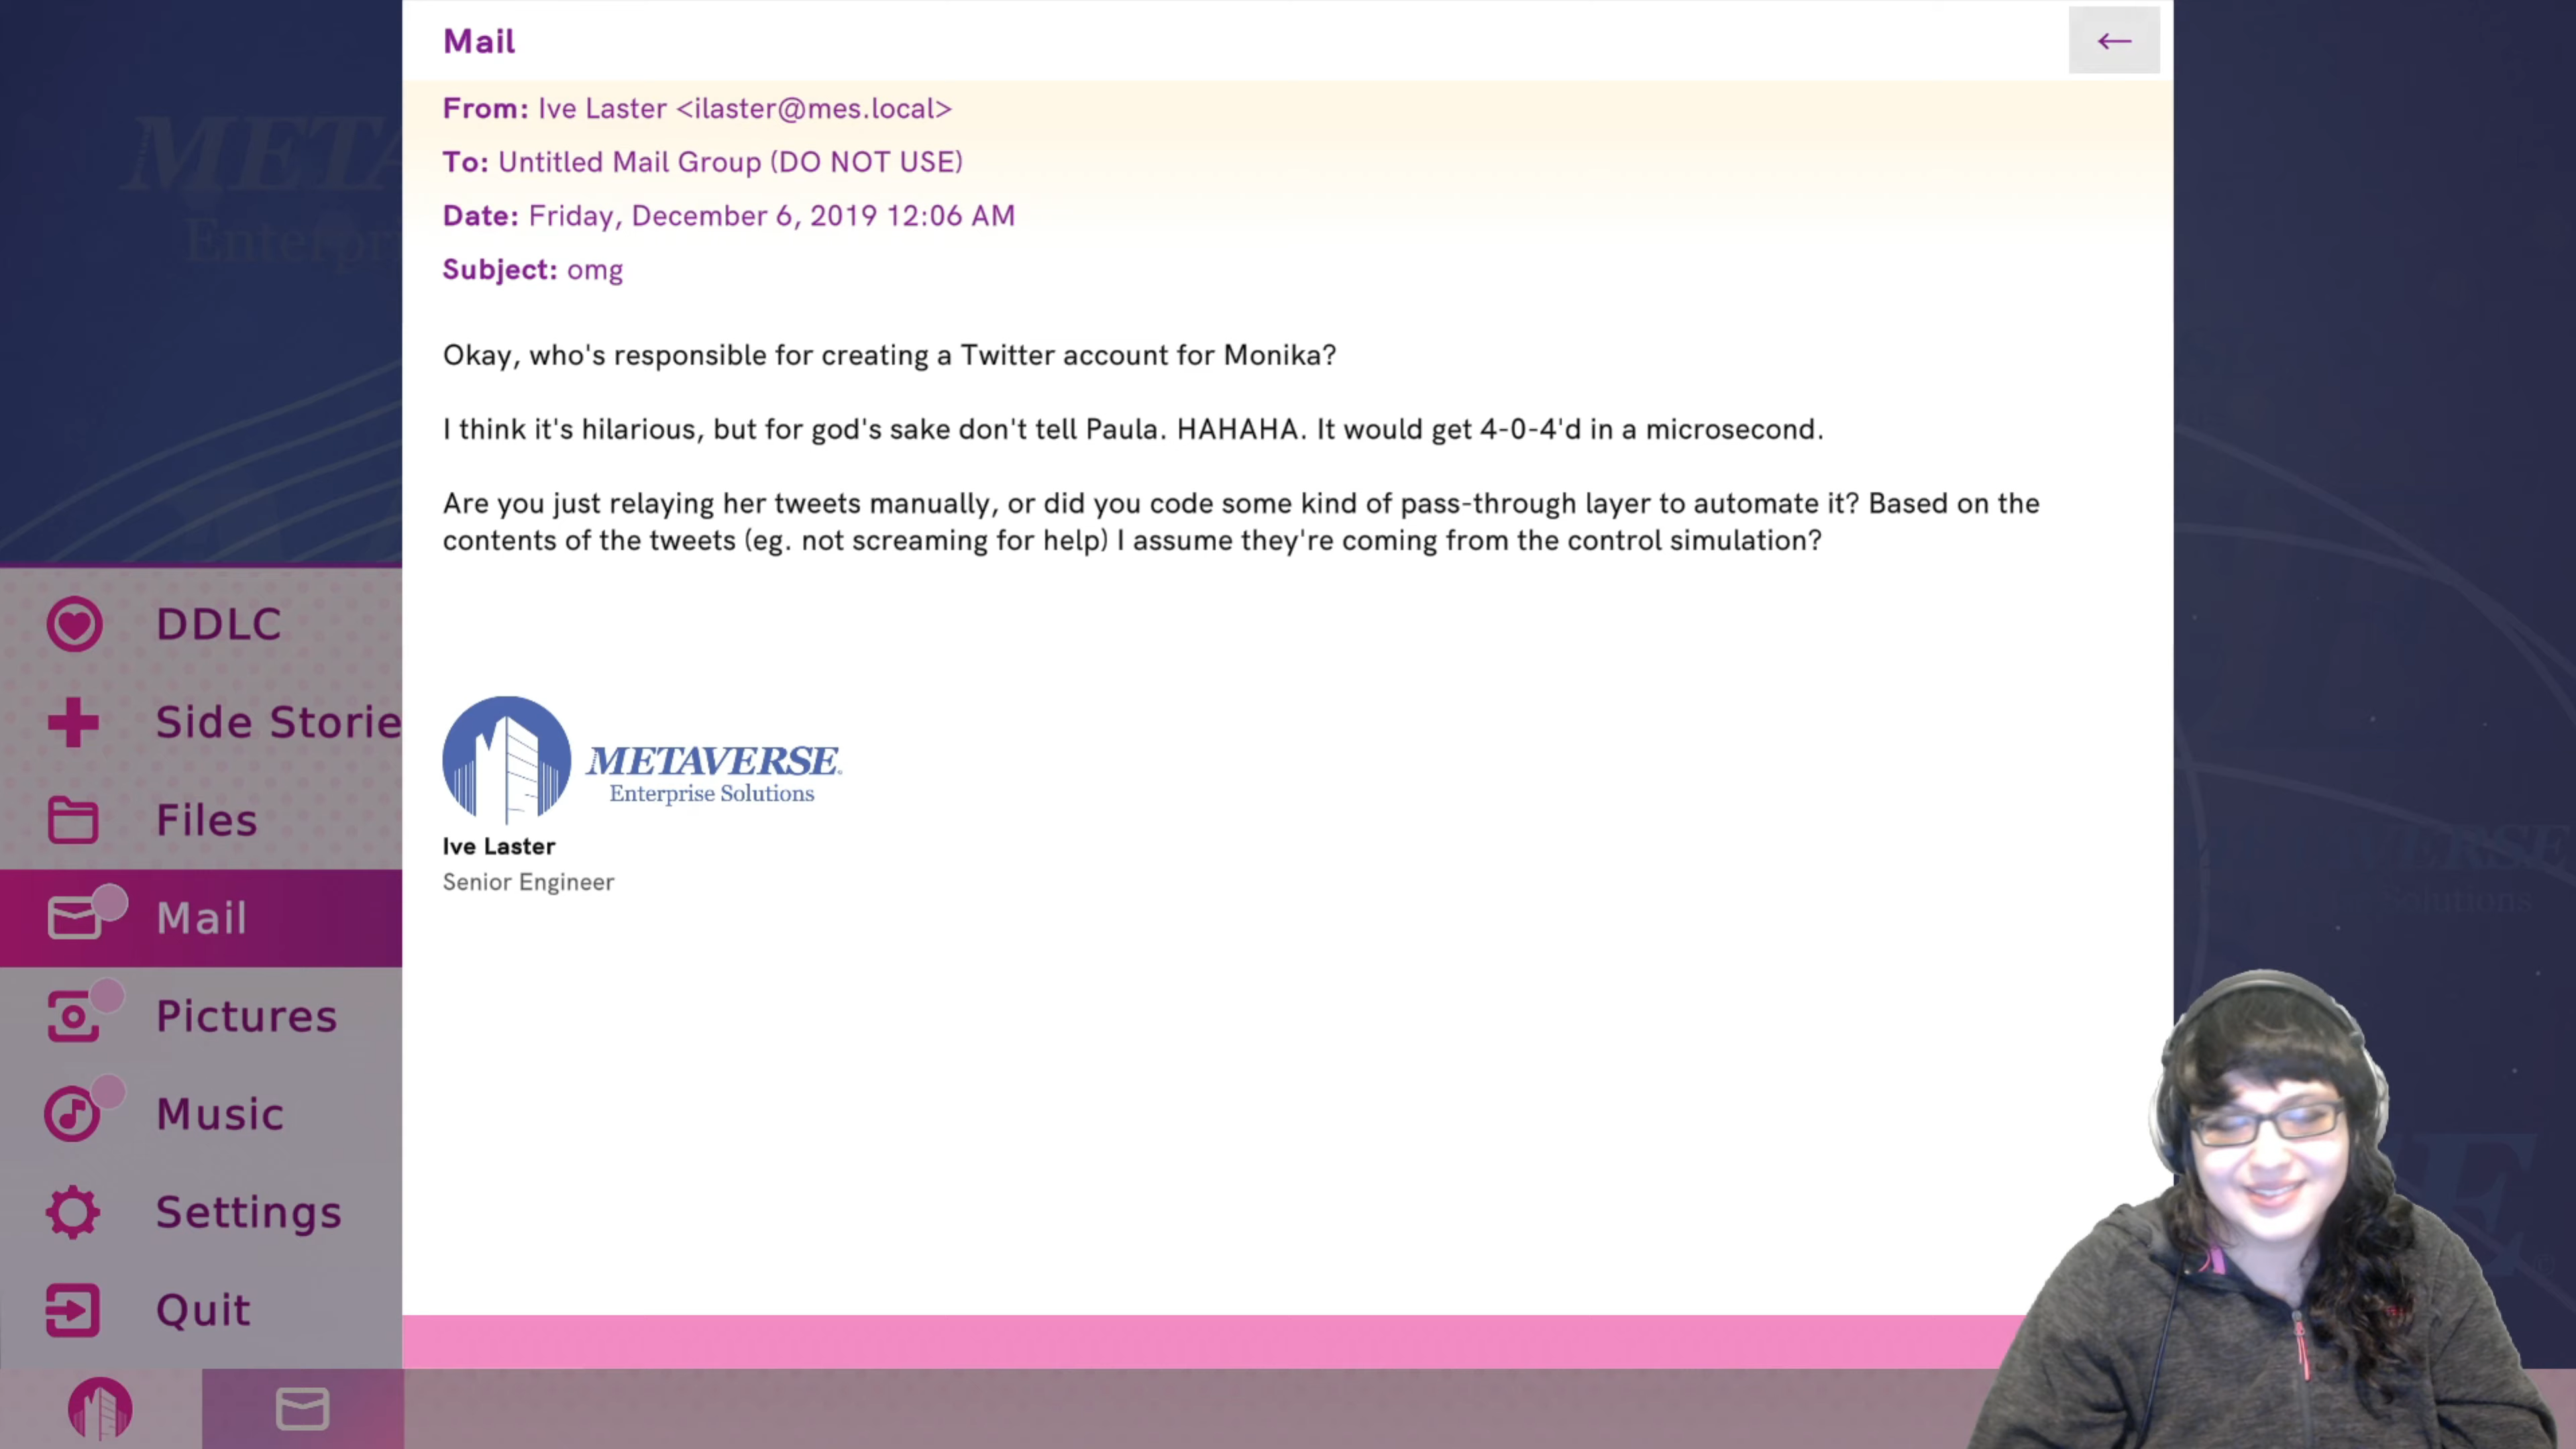 Mail
From: Ive Laster <ilaster@mes.local>
To: Untitled Mail Group (DO NOT USE)
Date: Friday, December 6, 2019 12:06 AM
Subject: omg
Okay, who's responsible for creating a Twitter account for Monika?
I think it's hilarious, but for god's sake don't tell Paula. HAHAHA. It would get 4-0-4'd in a microsecond.
Are you just relaying her tweets manually, or did you code some kind of pass-through layer to automate it? Based on the
contents of the tweets (eg. not screaming for help) I assume they're coming from the control simulation?
METAVERSE
Enterprise Solutions
Ive Laster
Senior Engineer
META
Enterpri
DDLC
Side Storie
Files
Mail
Pictures
Music
Settings
Quit
ERSE
Solutions
E